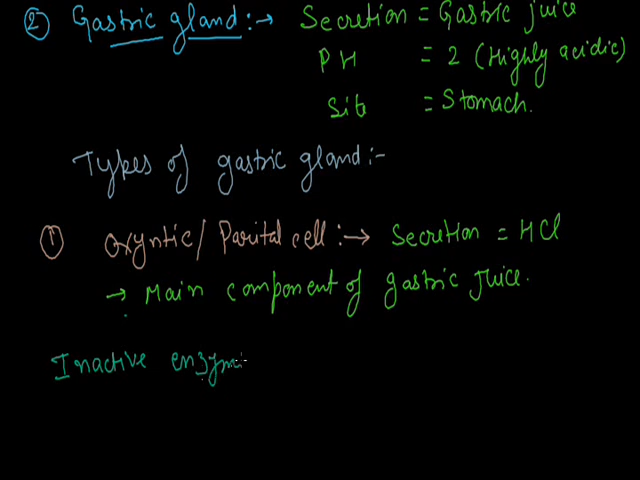 ② Gastric gland :→ Secretion = Gastric juice
PH = 2 (Highly acidic)
Site = Stomach.
Types of gastric gland :-
① Oxyntic / Parital cell :→ Secretion = HCl
→ Main component of gastric juice.
Inactive enzym